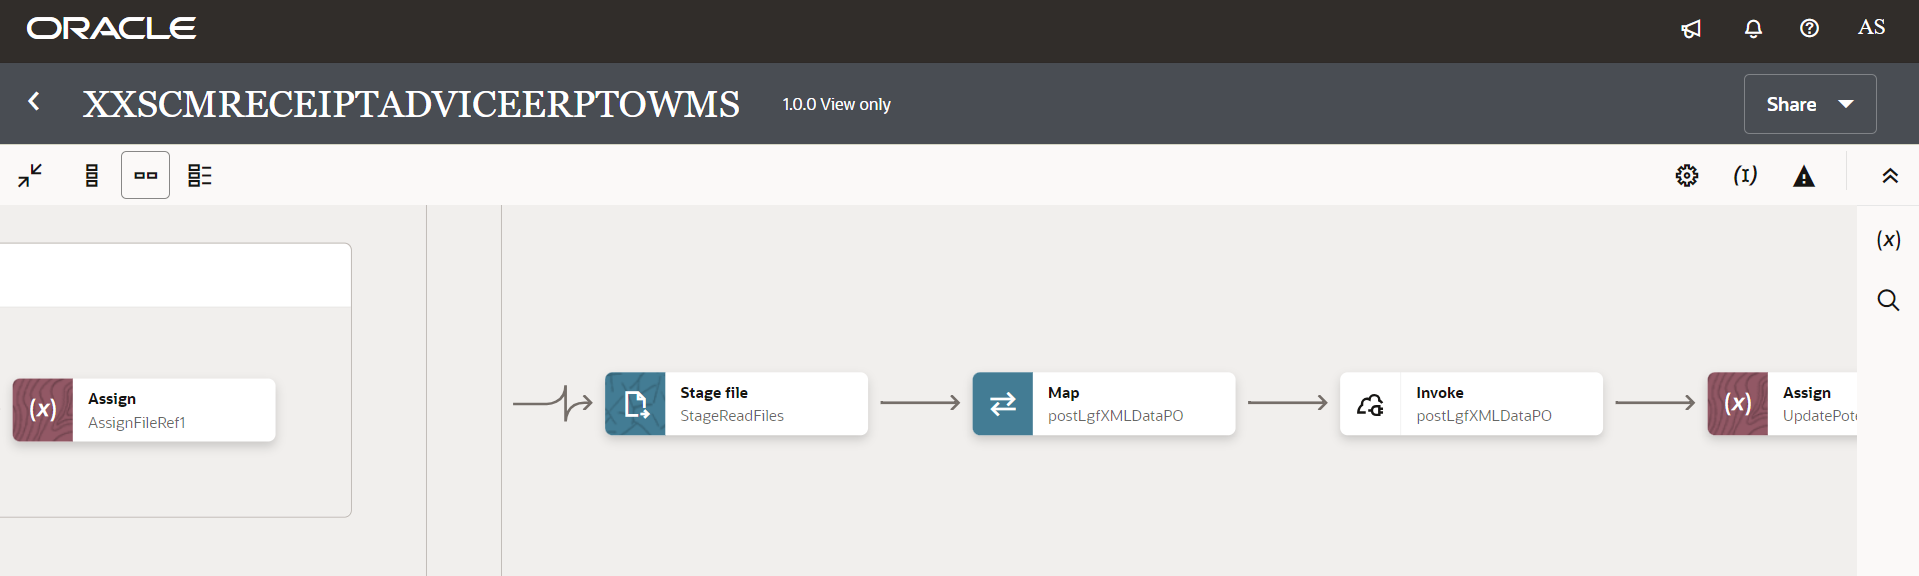 ORACLE
AS
XXSCMRECEIPTADVICEERPTOWMS
1.0.0 View only
Share
(I)
(x)
(x)
Assign
AssignFileRef1
Stage file
StageReadFiles
Map
postLgfXMLDataPO
Invoke
postLgfXMLDataPO
(x)
Assign